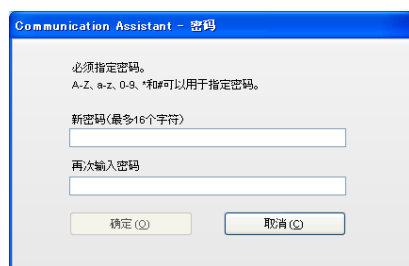 Communication Assistant - 密码
必须指定密码。
A-Z、a-z、0-9、*和#可以用于指定密码。
新密码(最多16个字符)
再次输入密码
确定(O)
取消(C)